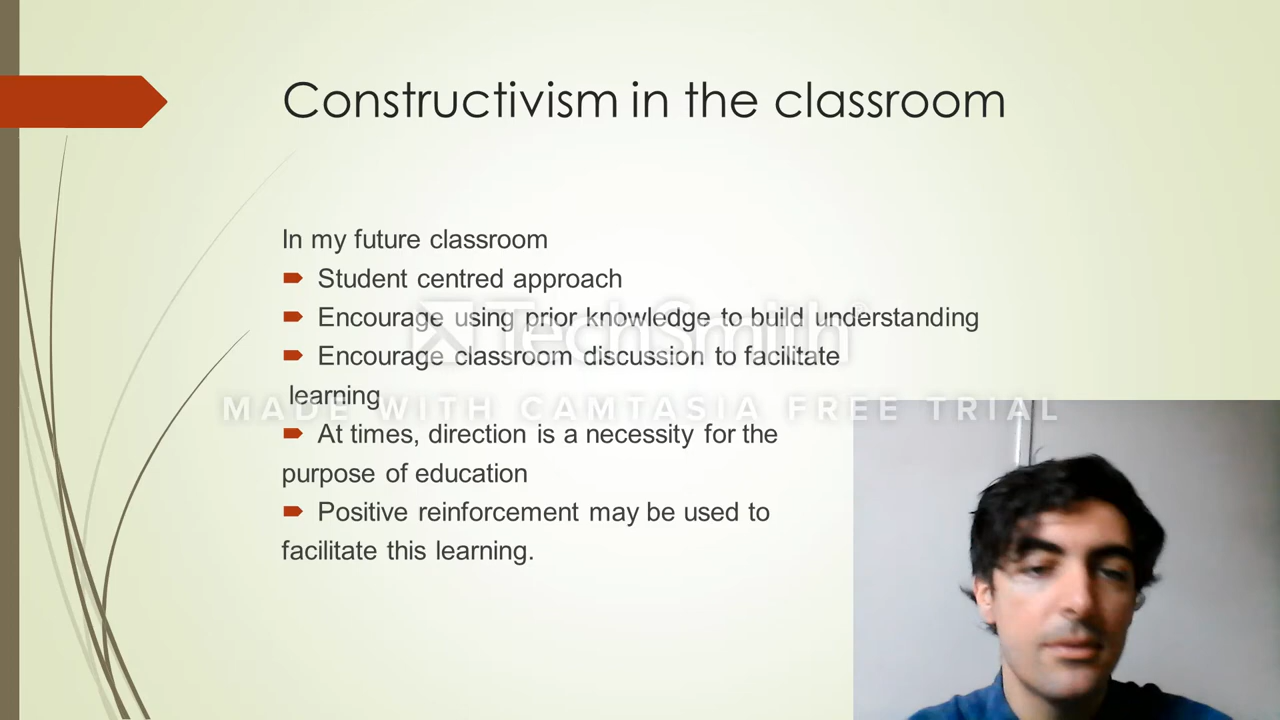 Constructivism in the classroom
In my future classroom
Student centred approach
Encourage using prior knowledge to build understanding
Encourage classroom discussion to facilitate
learning
At times, direction is a necessity for the
purpose of education
Positive reinforcement may be used to
facilitate this learning.
TechSmith®
MADE WITH CAMTASIA FREE TRIAL